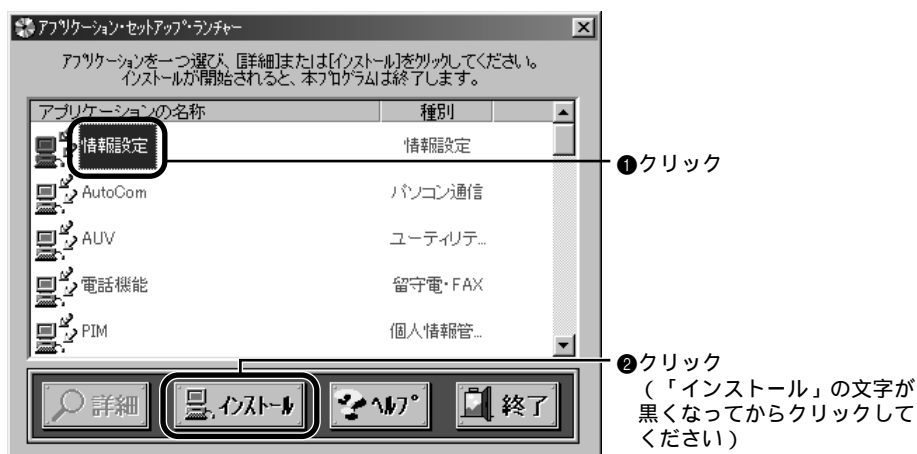 アプリケーション・セットアップ・ランチャー
アプリケーションを一つ選び、[詳細]または[インストール]をクリックしてください。
インストールが開始されると、本プログラムは終了します。
アプリケーションの名称 種別
情報設定 情報設定
AutoCom パソコン通信
AUV ユーティリテ...
電話機能 留守電・FAX
PIM 個人情報管...
詳細 インストール ヘルプ 終了
❶クリック
❷クリック
(「インストール」の文字が
黒くなってからクリックして
ください)